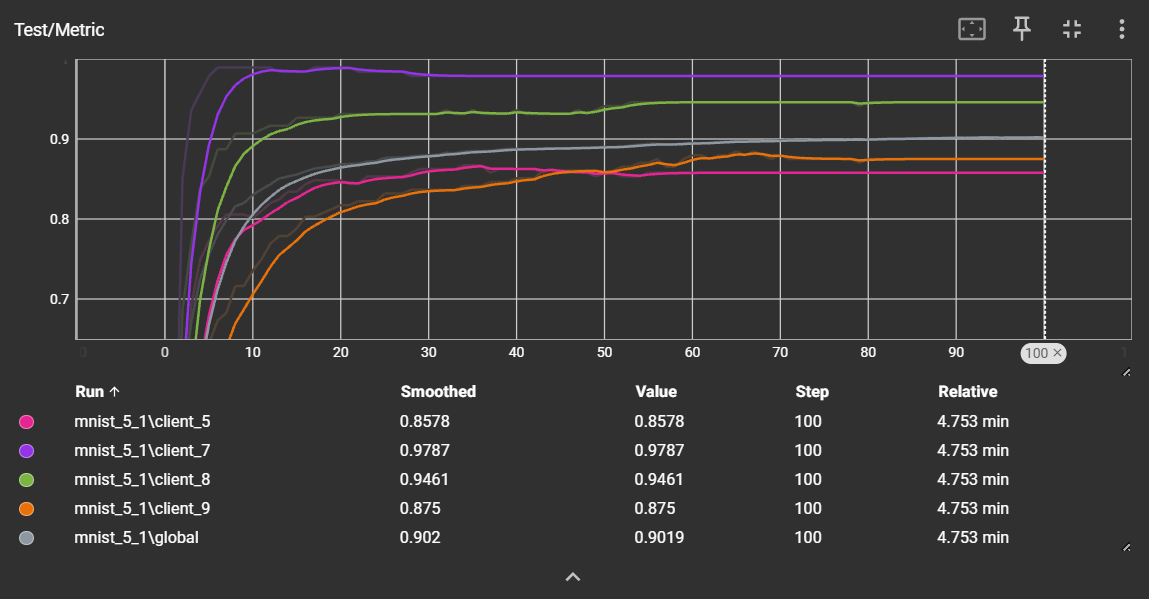 Test/Metric
1
0.9
0.8
0.7
0 0 10 20 30 40 50 60 70 80 90 100 × 1
Run ↑ Smoothed Value Step Relative
mnist_5_1\client_5 0.8578 0.8578 100 4.753 min
mnist_5_1\client_7 0.9787 0.9787 100 4.753 min
mnist_5_1\client_8 0.9461 0.9461 100 4.753 min
mnist_5_1\client_9 0.875 0.875 100 4.753 min
mnist_5_1\global 0.902 0.9019 100 4.753 min